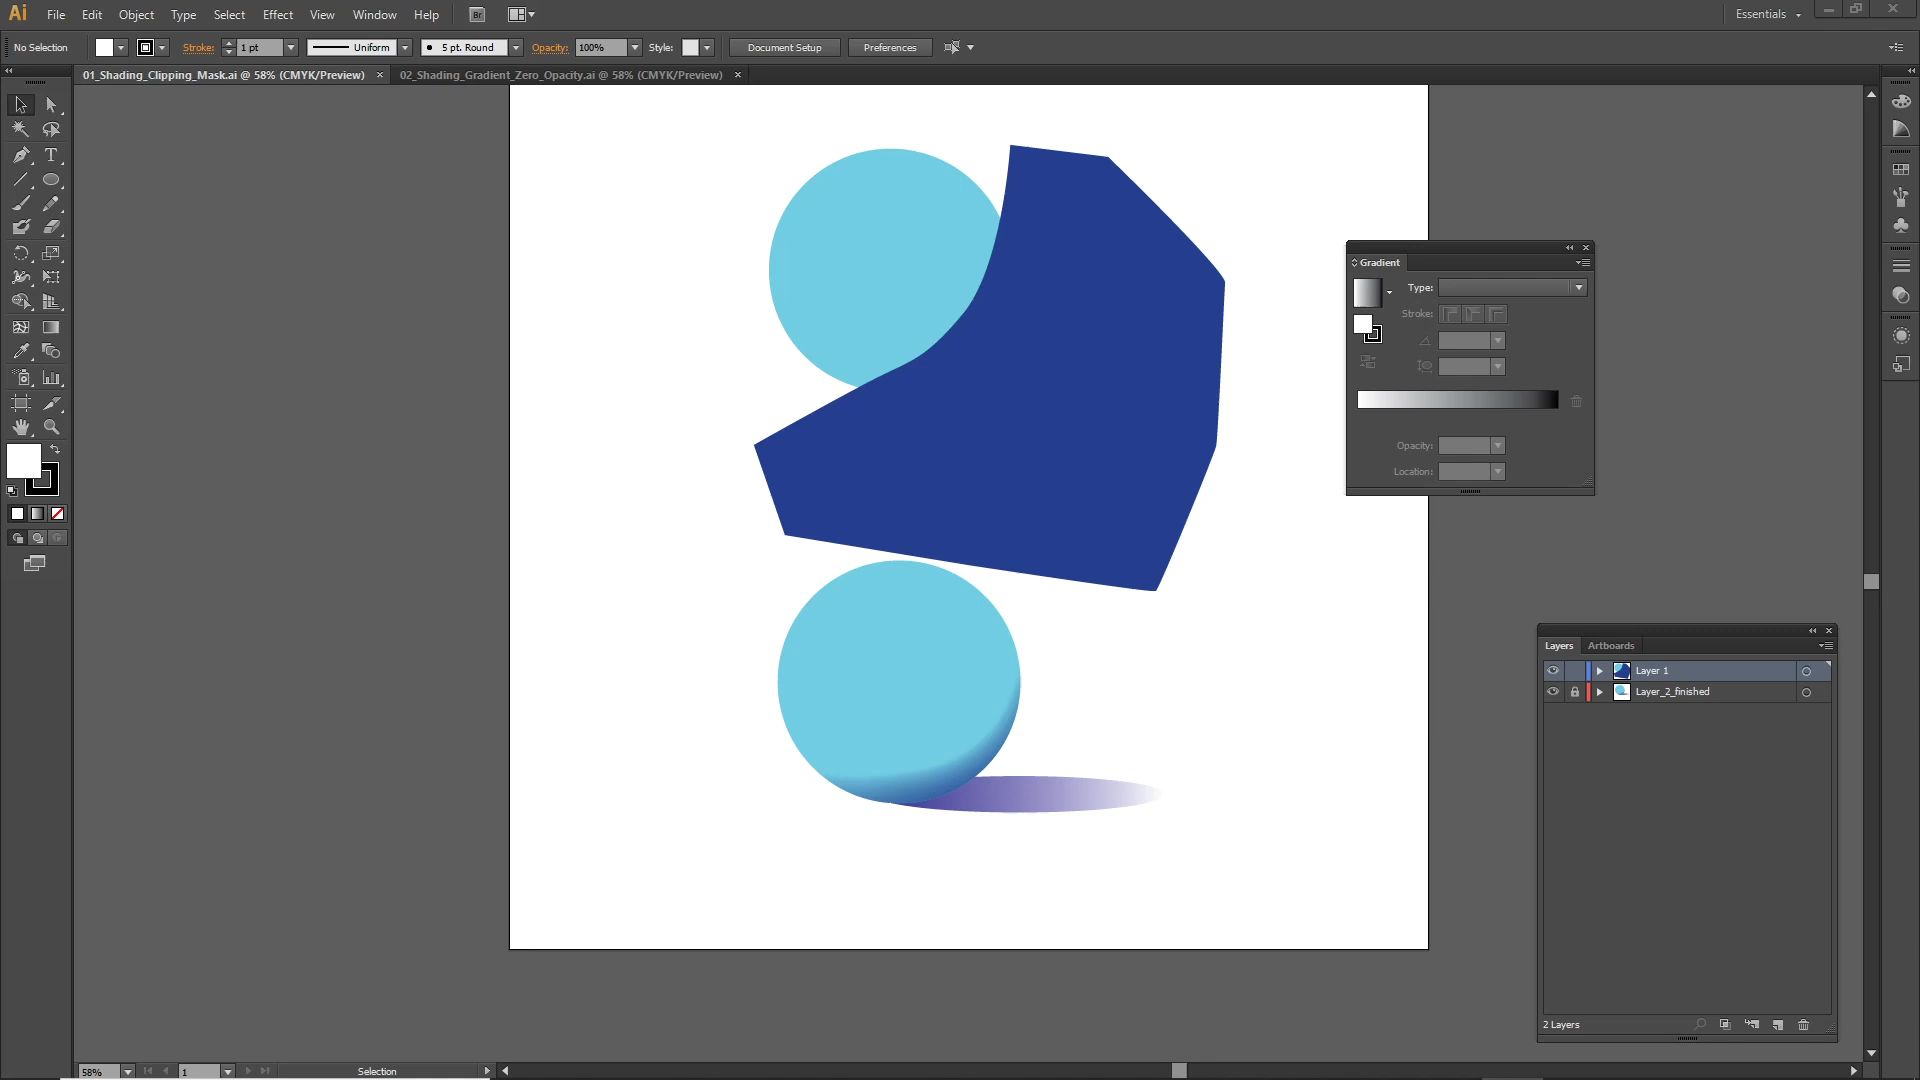 Ai File Edit Object Type Select Effect View Window Help Br Essentials
No Selection Stroke: 1 pt Uniform 5 pt. Round Opacity: 100% Style: Document Setup Preferences
01_Shading_Clipping_Mask.ai @ 58% (CMYK/Preview) × 02_Shading_Gradient_Zero_Opacity.ai @ 58% (CMYK/Preview) ×
Gradient
Type:
Stroke:
Opacity:
Location:
Layers Artboards
Layer 1
Layer_2_finished
2 Layers
58% 1 Selection